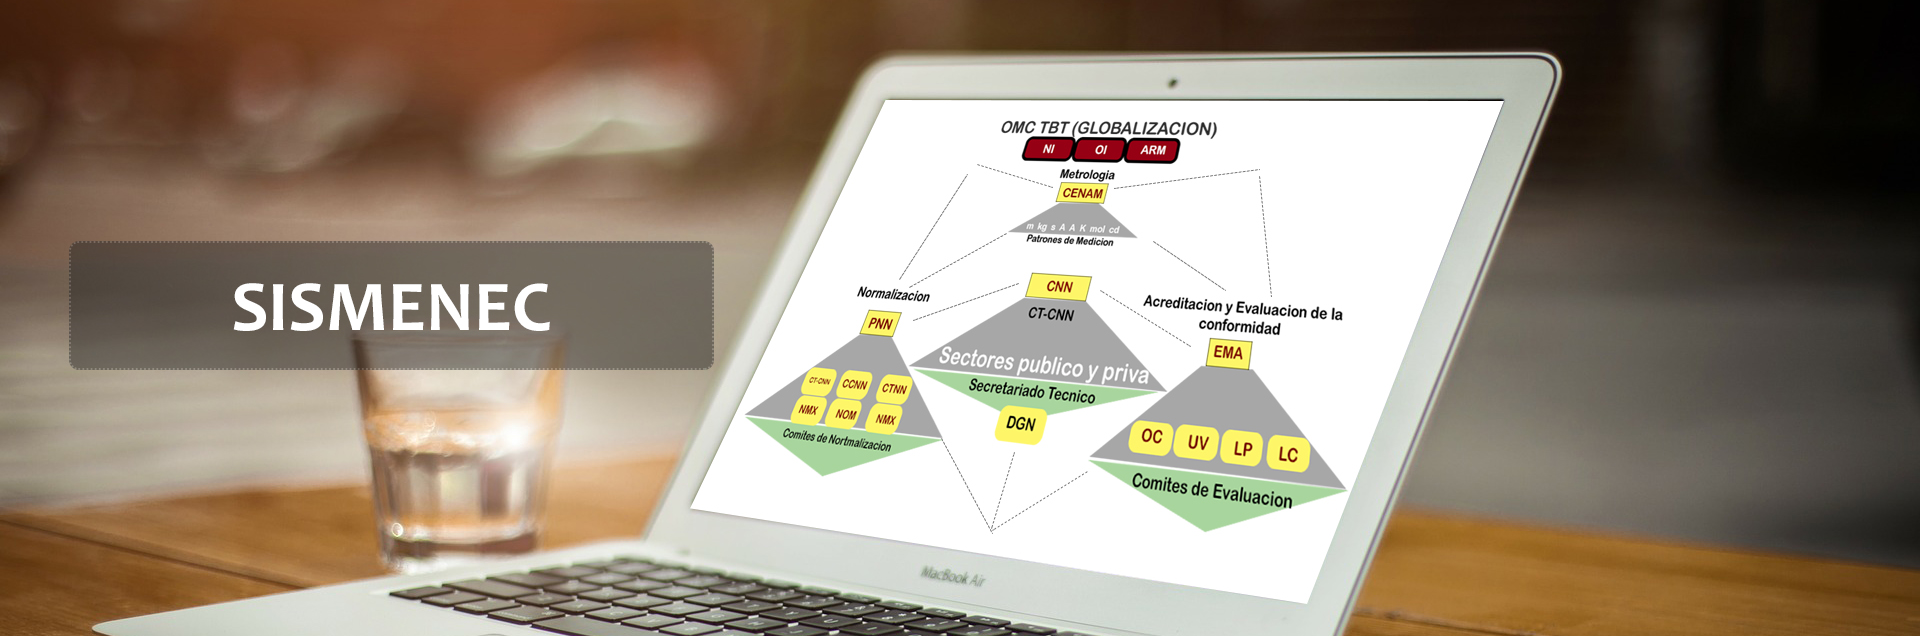 SISMENEC
OMC TBT (GLOBALIZACION)
NI OI ARM
Metrologia
CENAM
m kg s A A K mol cd
Patrones de Medicion
Normalizacion
PNN
CT-CNN CCNN CTNN
NMX NOM NMX
Comites de Nortmalizacion
CNN
CT-CNN
Sectores publico y priva
Secretariado Tecnico
DGN
Acreditacion y Evaluacion de la
conformidad
EMA
OC UV LP LC
Comites de Evaluacion
MacBook Air